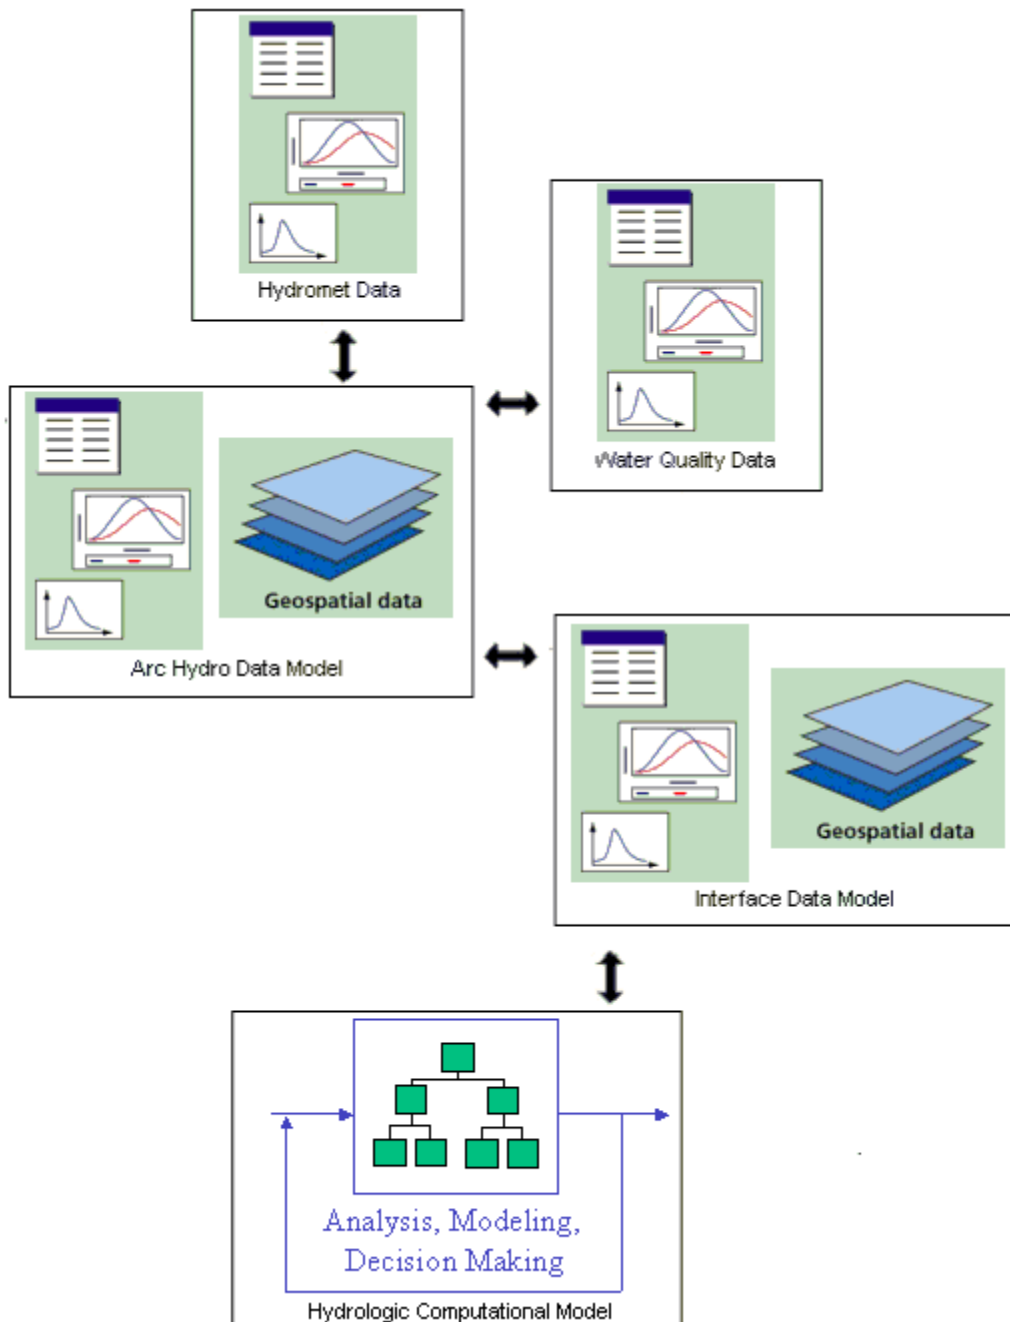 Hydromet Data
Water Quality Data
Geospatial data
Arc Hydro Data Model
Geospatial data
Interface Data Model
Analysis, Modeling,
Decision Making
Hydrologic Computational Model